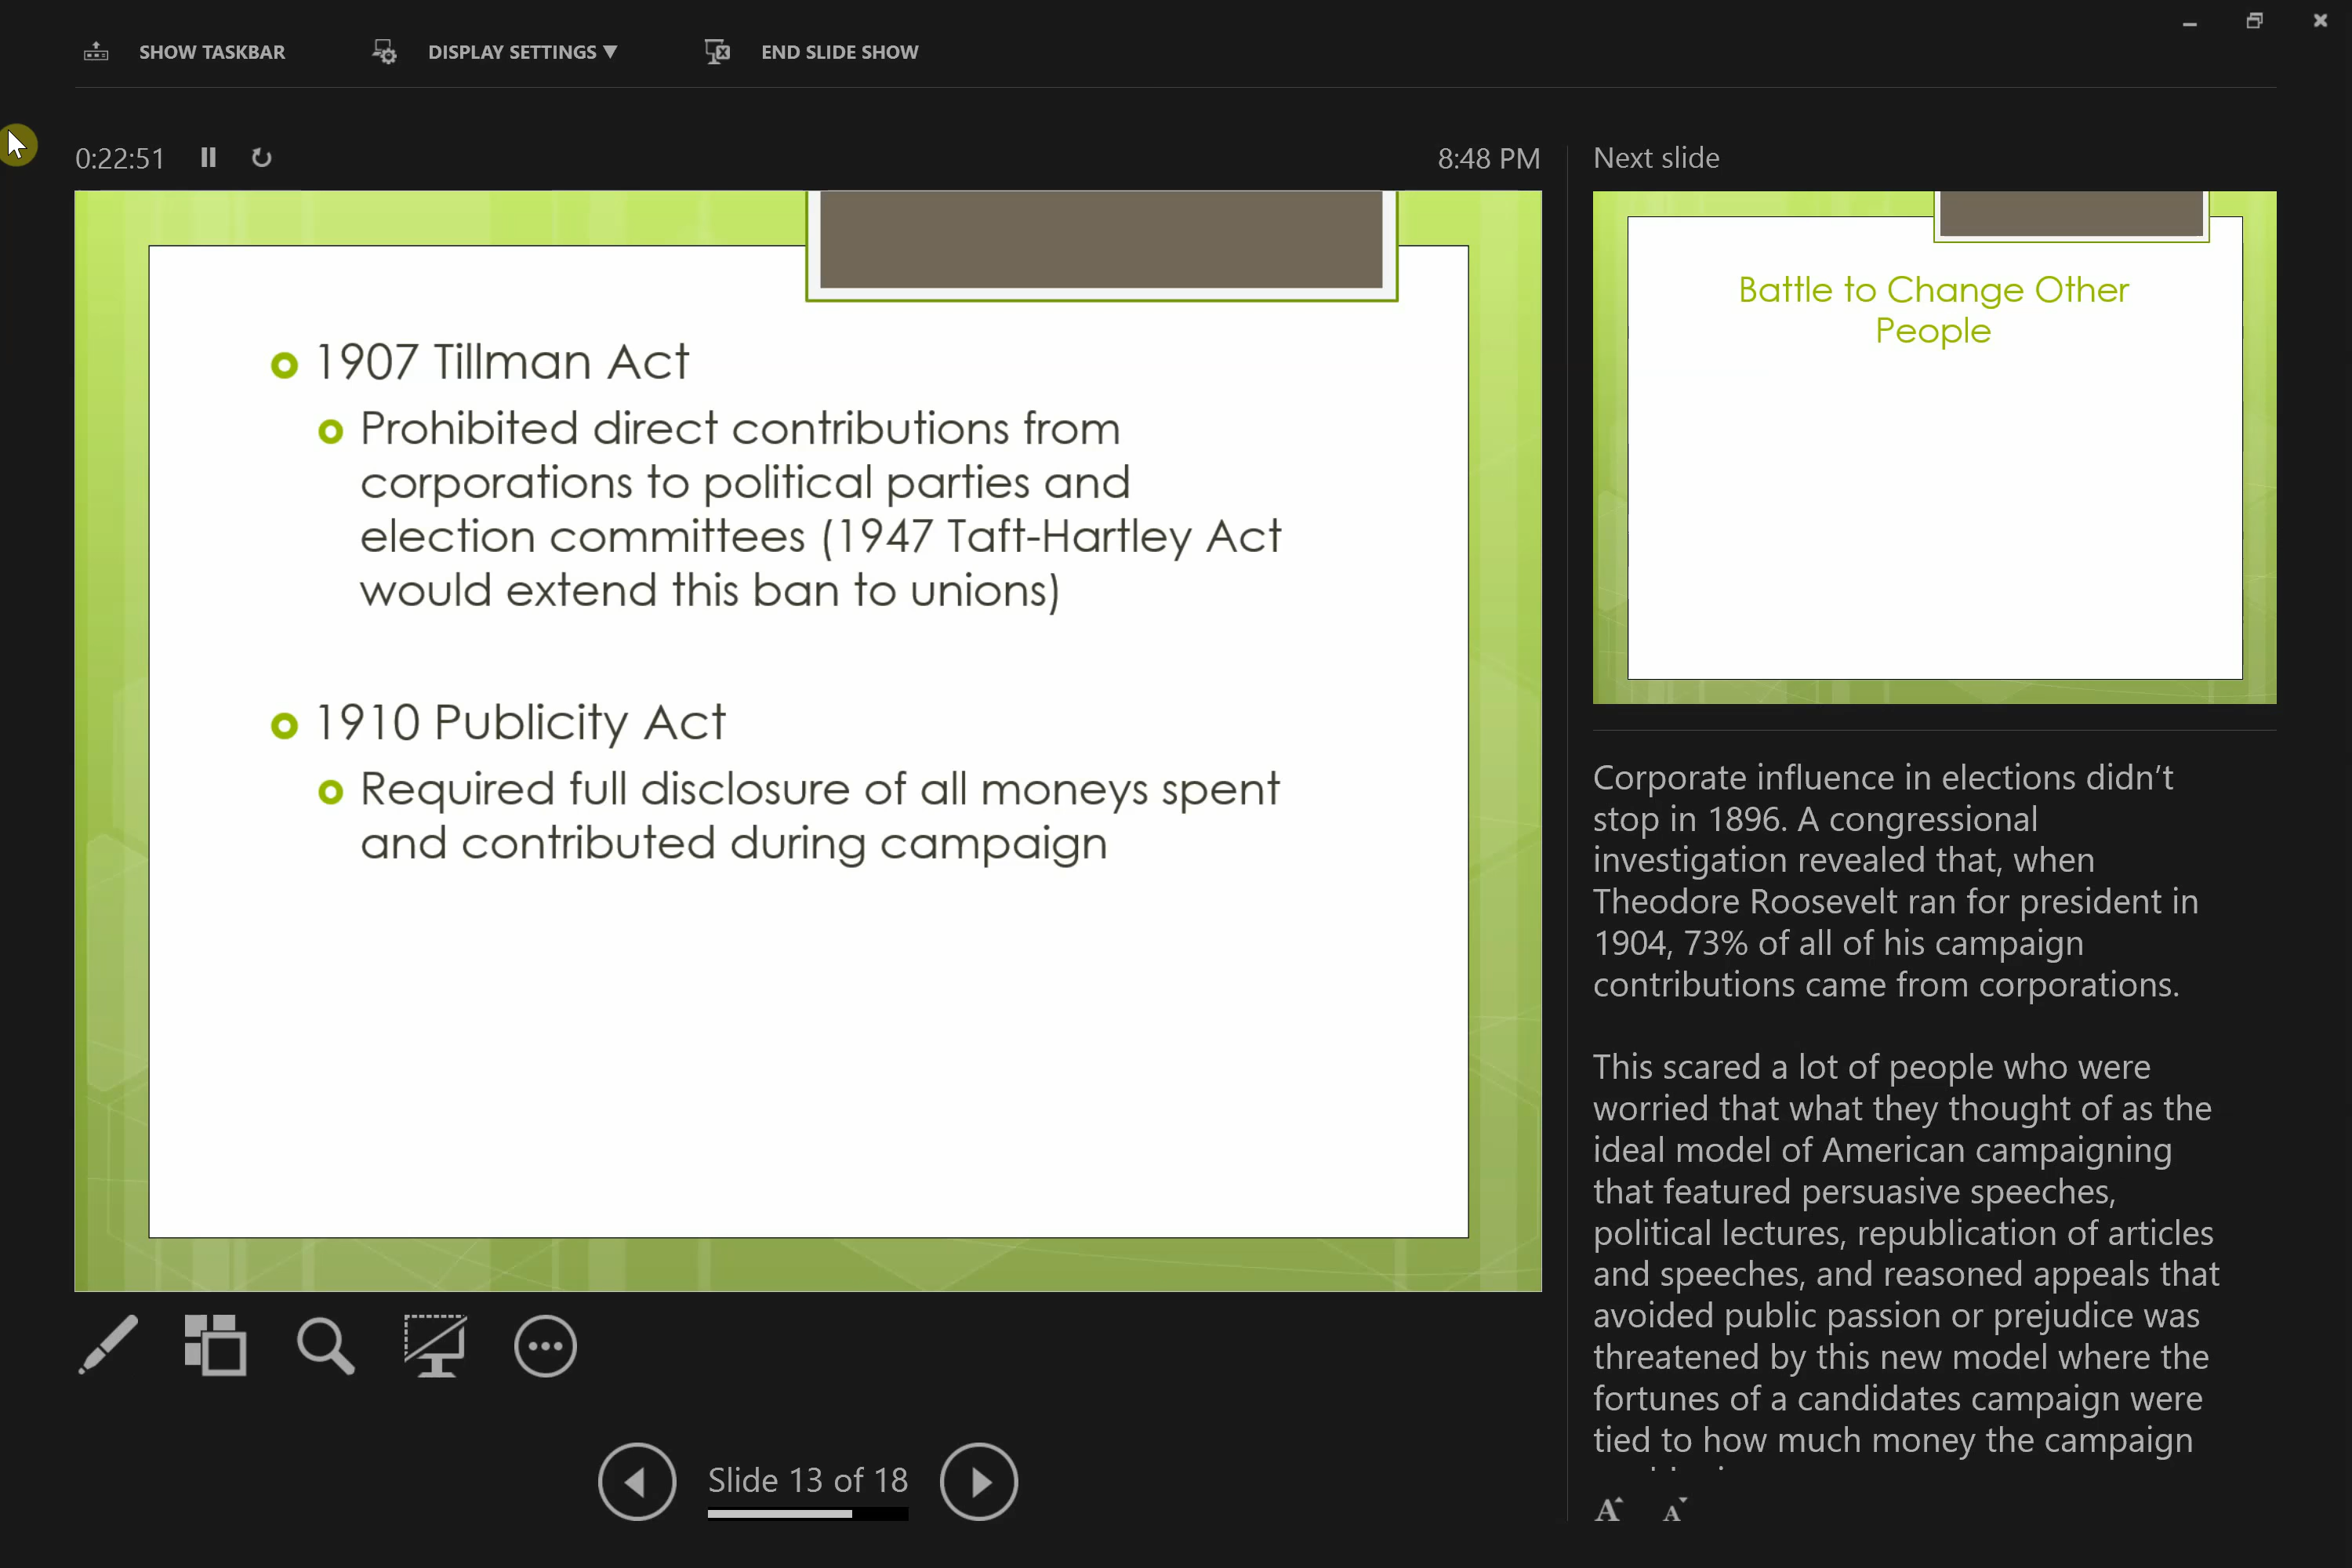 SHOW TASKBAR
DISPLAY SETTINGS ▼
END SLIDE SHOW
0:22:51
8:48 PM
1907 Tillman Act
Prohibited direct contributions from
corporations to political parties and
election committees (1947 Taft-Hartley Act
would extend this ban to unions)
1910 Publicity Act
Required full disclosure of all moneys spent
and contributed during campaign
Slide 13 of 18
Next slide
Battle to Change Other
People
Corporate influence in elections didn’t
stop in 1896. A congressional
investigation revealed that, when
Theodore Roosevelt ran for president in
1904, 73% of all of his campaign
contributions came from corporations.
This scared a lot of people who were
worried that what they thought of as the
ideal model of American campaigning
that featured persuasive speeches,
political lectures, republication of articles
and speeches, and reasoned appeals that
avoided public passion or prejudice was
threatened by this new model where the
fortunes of a candidates campaign were
tied to how much money the campaign
A A